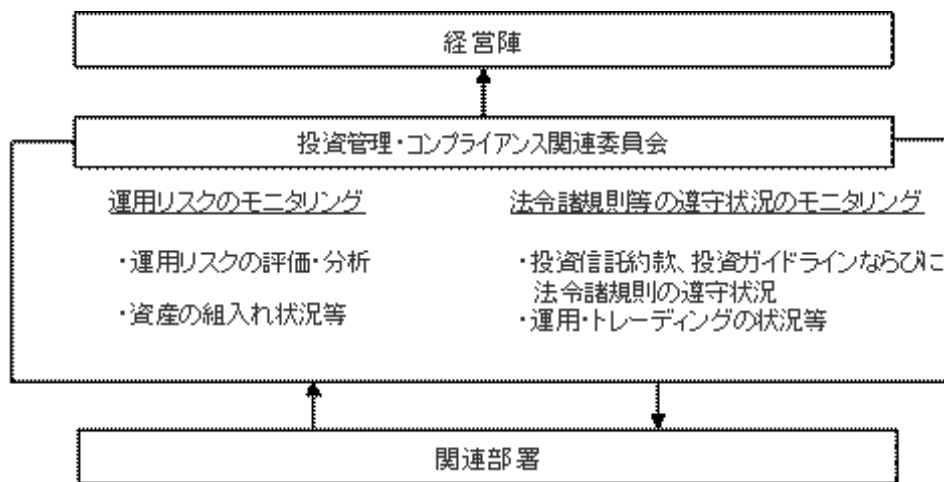 経営陣
投資管理・コンプライアンス関連委員会
運用リスクのモニタリング
・運用リスクの評価・分析
・資産の組入れ状況等
法令諸規則等の遵守状況のモニタリング
・投資信託約款、投資ガイドラインならびに
法令諸規則の遵守状況
・運用・トレーディングの状況等
関連部署